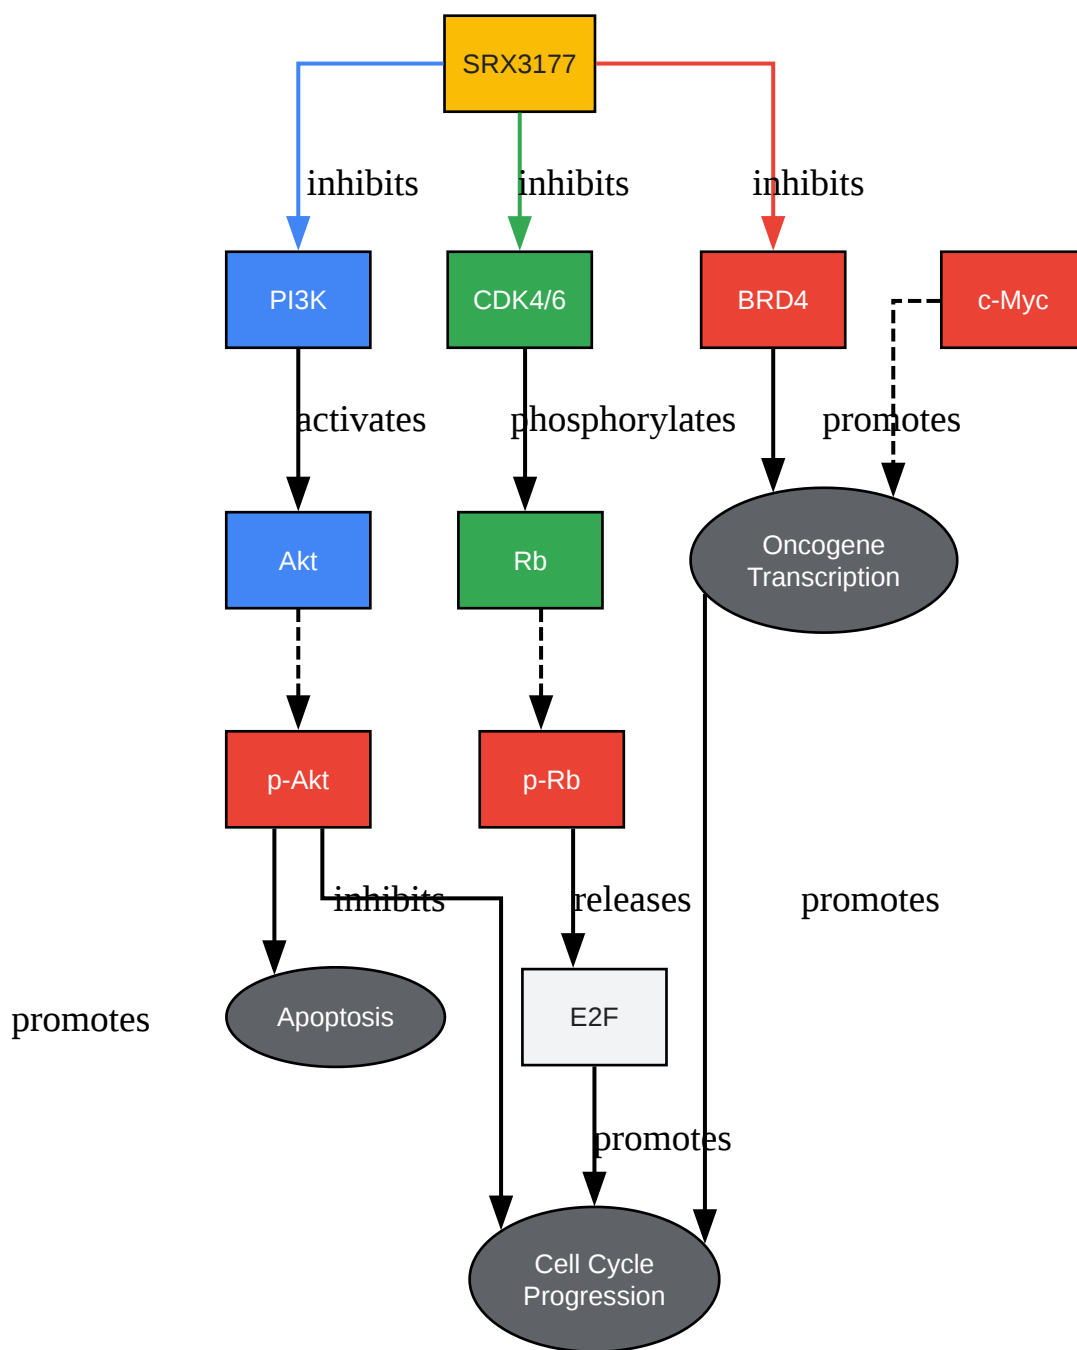 SRX3177
inhibits
inhibits
inhibits
PI3K
CDK4/6
BRD4
c-Myc
activates
phosphorylates
promotes
Akt
Rb
Oncogene
Transcription
p-Akt
p-Rb
inhibits
releases
promotes
promotes
Apoptosis
E2F
promotes
Cell Cycle
Progression